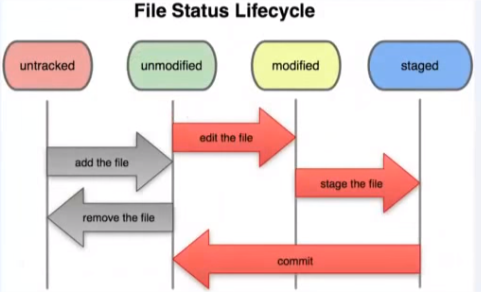 File Status Lifecycle
untracked
unmodified
modified
staged
edit the file
add the file
stage the file
remove the file
commit